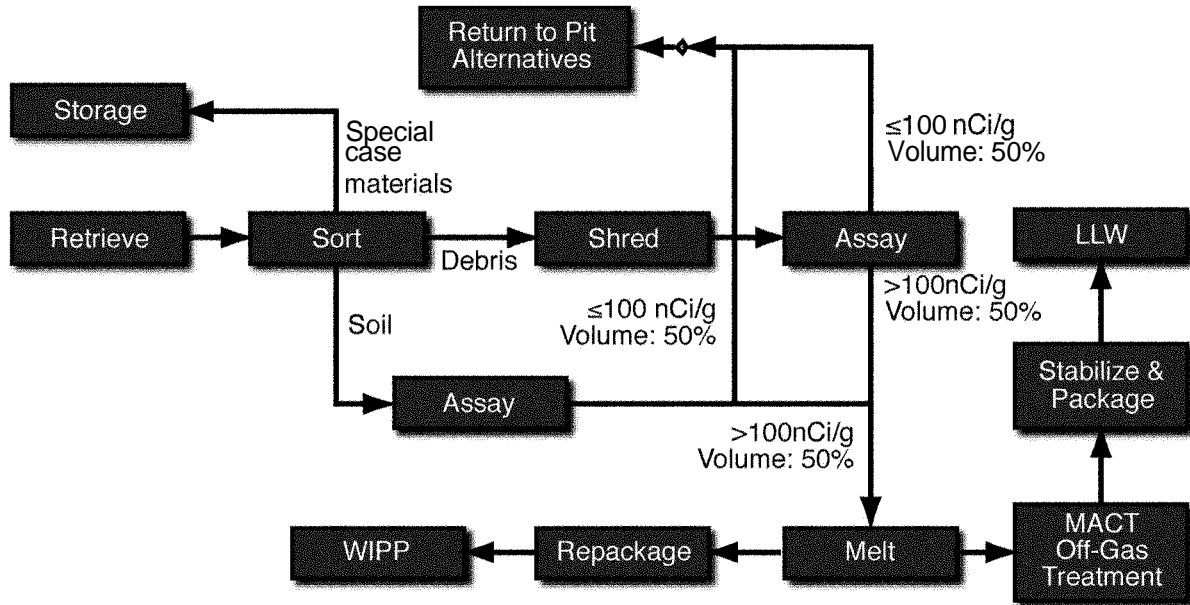 Return to Pit
Alternatives
Storage
Special
case
materials
≤100 nCi/g
Volume: 50%
Retrieve
Sort
Debris
Shred
Assay
LLW
Soil
≤100 nCi/g
Volume: 50%
>100nCi/g
Volume: 50%
Stabilize &
Package
Assay
>100nCi/g
Volume: 50%
WIPP
Repackage
Melt
MACT
Off-Gas
Treatment